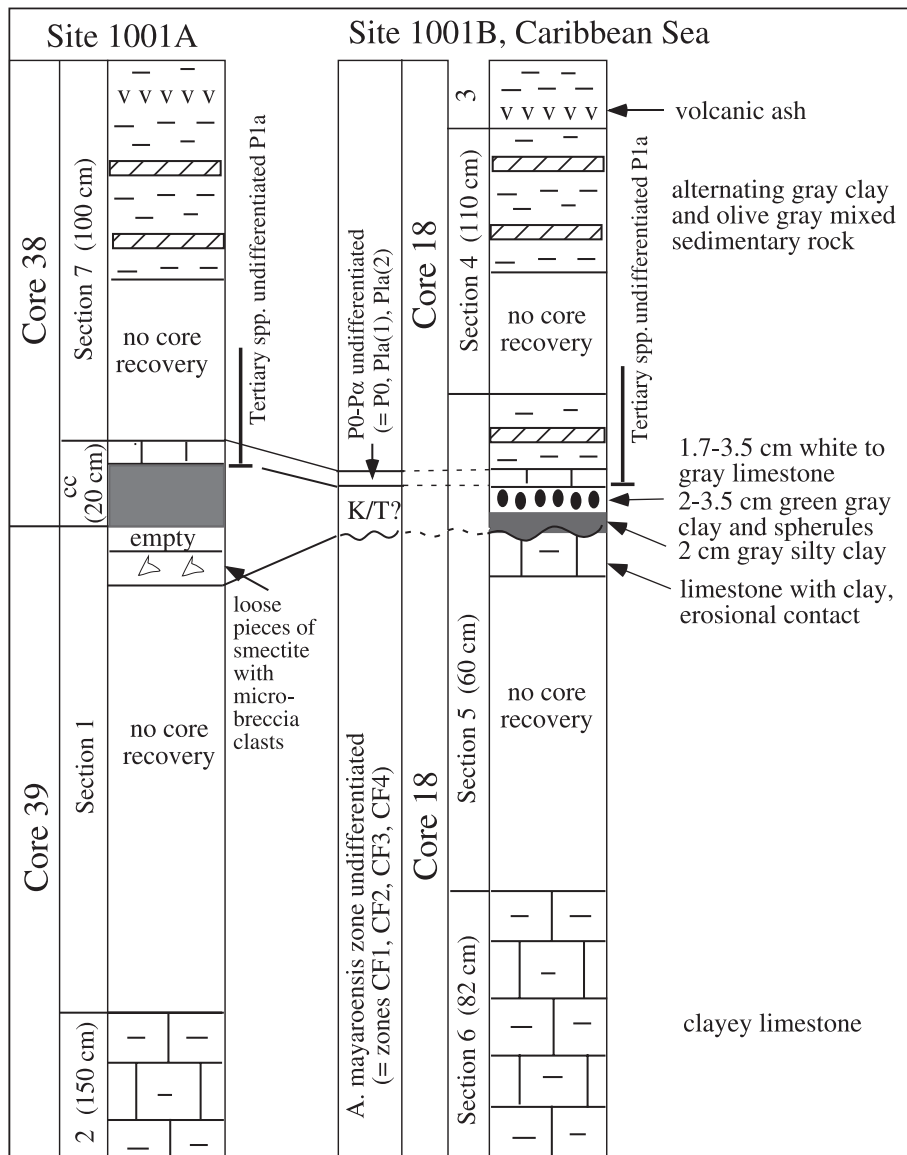 Site 1001A
Site 1001B, Caribbean Sea
Core 38
Section 7 (100 cm)
cc
(20 cm)
Core 39
Section 1
2 (150 cm)
v v v v v
no core
recovery
empty
no core
recovery
Tertiary spp. undifferentiated P1a
loose
pieces of
smectite
with
micro-
breccia
clasts
P0-Pα undifferentiated
(= P0, Pla(1), Pla(2)
K/T?
A. mayaroensis zone undifferentiated
(= zones CF1, CF2, CF3, CF4)
Core 18
Core 18
3
Section 4 (110 cm)
Section 5 (60 cm)
Section 6 (82 cm)
v v v v v
no core
recovery
no core
recovery
Tertiary spp. undifferentiated P1a
volcanic ash
alternating gray clay
and olive gray mixed
sedimentary rock
1.7-3.5 cm white to
gray limestone
2-3.5 cm green gray
clay and spherules
2 cm gray silty clay
limestone with clay,
erosional contact
clayey limestone